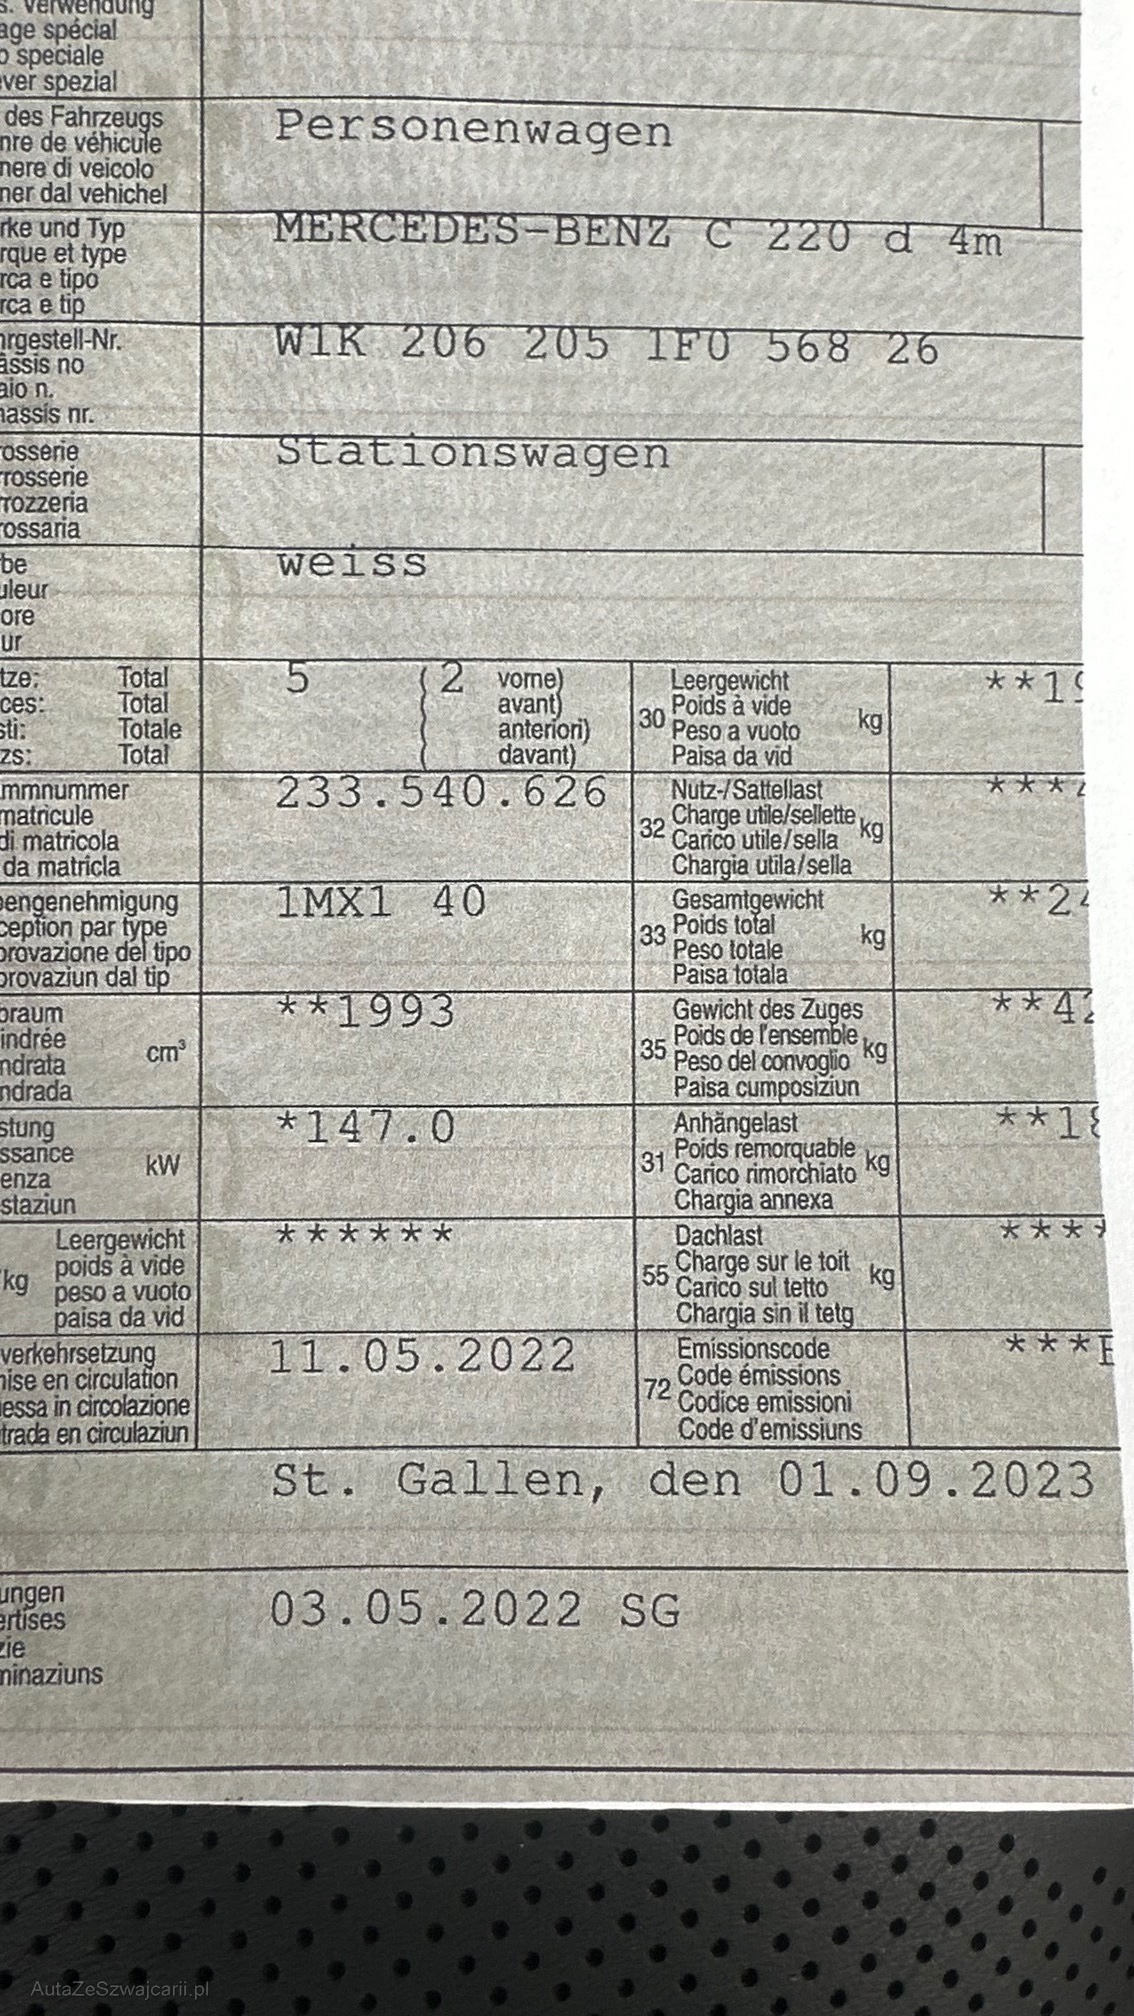 s. Verwendung
age spécial
o speciale
ver spezial
des Fahrzeugs
nre de véhicule
nere di veicolo
ner dal vehichel
Personenwagen
rke und Typ
rque et type
rca e tipo
rca e tip
MERCEDES-BENZ C 220 d 4m
hrgestell-Nr.
âssis no
aio n.
hassis nr.
W1K 206 205 1F0 568 26
rosserie
rrosserie
rrozzeria
rossaria
Stationswagen
be
uleur
ore
ur
weiss
tze: Total
ces: Total
sti: Totale
zs: Total
5 (2 vorne)
avant)
anteriori)
davant)
30 Leergewicht
Poids à vide
Peso a vuoto
Paisa da vid
kg
**19
mmnummer
matricule
di matricola
da matricla
233.540.626
32 Nutz-/Sattellast
Charge utile/sellette
Carico utile/sella
Chargia utila/sella
kg
***4
pengenehmigung
ception par type
provazione del tipo
provaziun dal tip
1MX1 40
33 Gesamtgewicht
Poids total
Peso totale
Paisa totala
kg
**24
braum
indrée
ndrata
ndrada
cm³
**1993
35 Gewicht des Zuges
Poids de l'ensemble
Peso del convoglio
Paisa cumposiziun
kg
**42
stung
ssance
enza
staziun
kW
*147.0
31 Anhängelast
Poids remorquable
Carico rimorchiato
Chargia annexa
kg
**18
kg Leergewicht
poids à vide
peso a vuoto
paisa da vid
******
55 Dachlast
Charge sur le toit
Carico sul tetto
Chargia sin il tetg
kg
****
verkehrsetzung
mise en circulation
essa in circolazione
trada en circulaziun
11.05.2022
72 Emissionscode
Code émissions
Codice emissioni
Code d'emissiuns
***B
St. Gallen, den 01.09.2023
ungen
ertises
zie
minaziuns
03.05.2022 SG
AutaZeSzwajcarii.pl